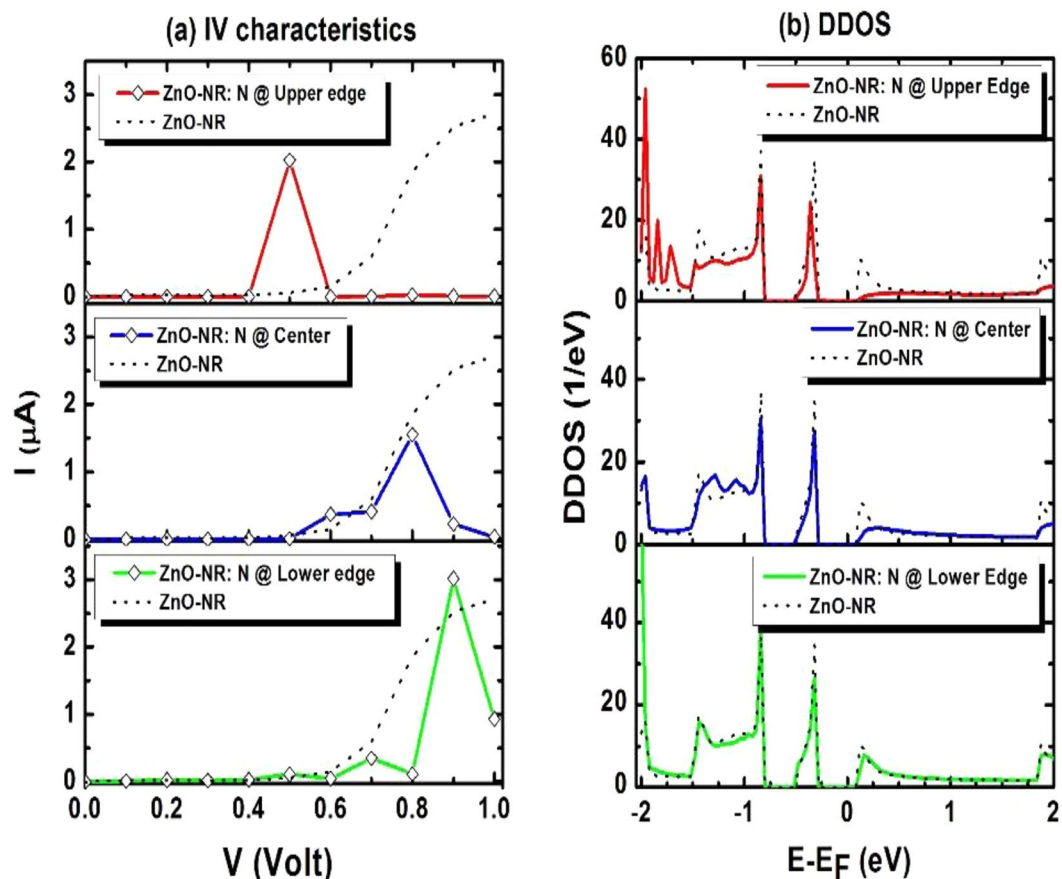 (a) IV characteristics
ZnO-NR: N @ Upper edge
ZnO-NR
3
2
1
0
ZnO-NR: N @ Center
ZnO-NR
3
2
1
0
ZnO-NR: N @ Lower edge
ZnO-NR
3
2
1
0
I (µA)
0.0 0.2 0.4 0.6 0.8 1.0
V (Volt)
(b) DDOS
ZnO-NR: N @ Upper Edge
ZnO-NR
60
40
20
0
ZnO-NR: N @ Center
ZnO-NR
40
20
0
ZnO-NR: N @ Lower Edge
ZnO-NR
40
20
0
DDOS (1/eV)
-2 -1 0 1 2
E-EF (eV)